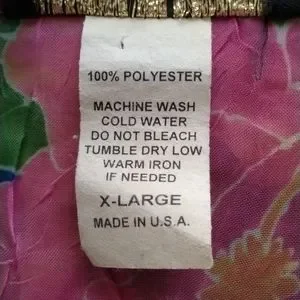 100% POLYESTER
MACHINE WASH
COLD WATER
DO NOT BLEACH
TUMBLE DRY LOW
WARM IRON
IF NEEDED
X-LARGE
MADE IN U.S.A.